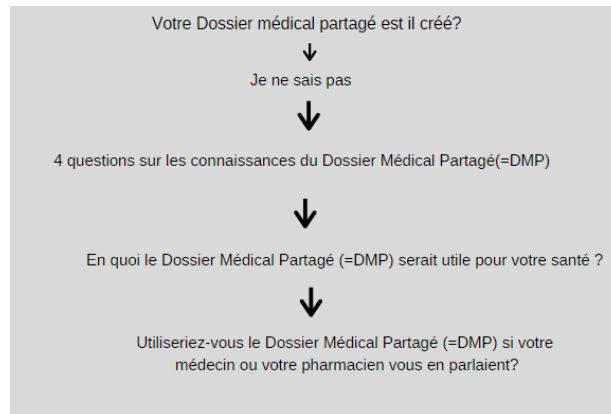 Votre Dossier médical partagé est il créé?
Je ne sais pas
4 questions sur les connaissances du Dossier Médical Partagé(=DMP)
En quoi le Dossier Médical Partagé (=DMP) serait utile pour votre santé ?
Utiliseriez-vous le Dossier Médical Partagé (=DMP) si votre
médecin ou votre pharmacien vous en parlaient?